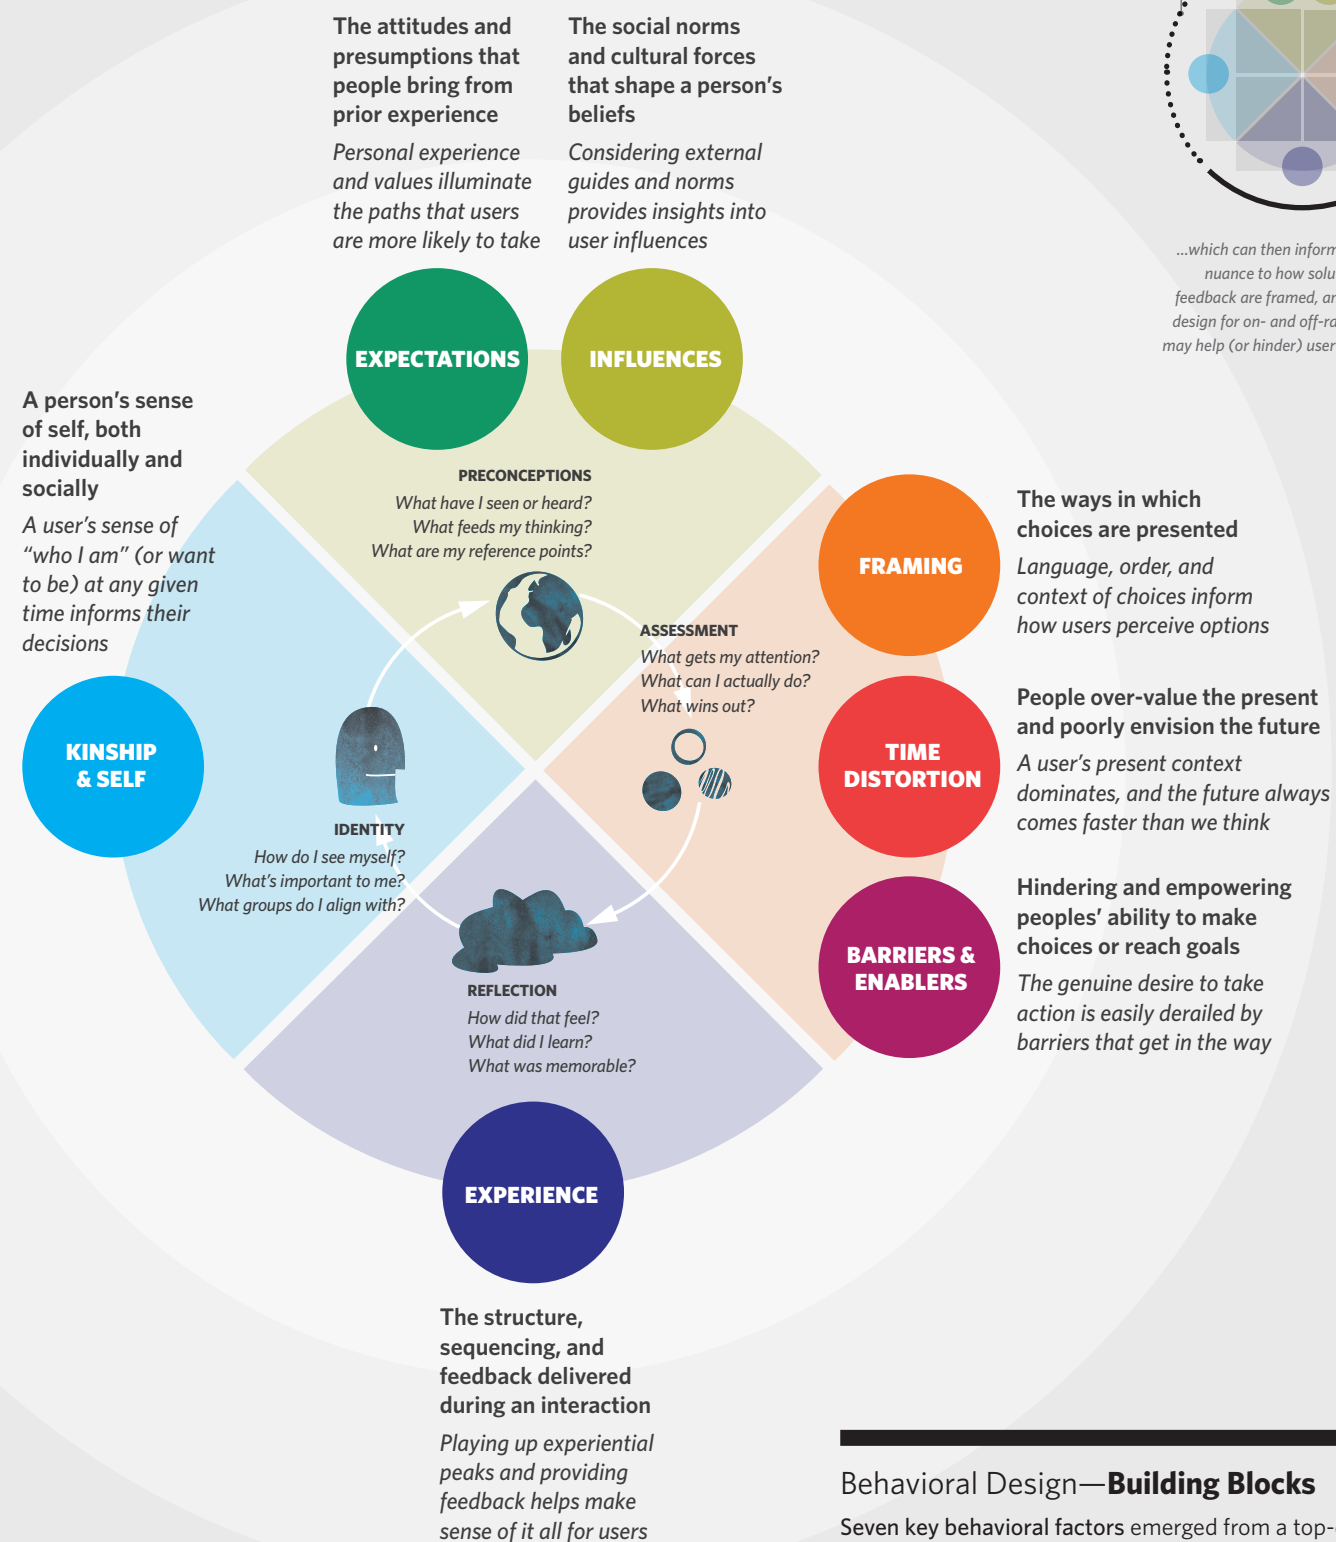 The attitudes and
presumptions that
people bring from
prior experience
Personal experience
and values illuminate
the paths that users
are more likely to take
The social norms
and cultural forces
that shape a person's
beliefs
Considering external
guides and norms
provides insights into
user influences
...which can then inform
nuance to how
feedback are framed,
design for on- and
may help (or hinder) user
EXPECTATIONS
INFLUENCES
A person's sense
of self, both
individually and
socially
A user's sense of
“who I am” (or want
to be) at any given
time informs their
decisions
KINSHIP
& SELF
PRECONCEPTIONS
What have I seen or heard?
What feeds my thinking?
What are my reference points?
ASSESSMENT
What gets my attention?
What can I actually do?
What wins out?
IDENTITY
How do I see myself?
What's important to me?
What groups do I align with?
REFLECTION
How did that feel?
What did I learn?
What was memorable?
FRAMING
The ways in which
choices are presented
Language, order, and
context of choices inform
how users perceive options
TIME
DISTORTION
People over-value the present
and poorly envision the future
A user's present context
dominates, and the future always
comes faster than we think
BARRIERS &
ENABLERS
Hindering and empowering
peoples' ability to make
choices or reach goals
The genuine desire to take
action is easily derailed by
barriers that get in the way
EXPERIENCE
The structure,
sequencing, and
feedback delivered
during an interaction
Playing up experiential
peaks and providing
feedback helps make
sense of it all for users
Behavioral Design—Building Blocks
Seven key behavioral factors emerged from a top-